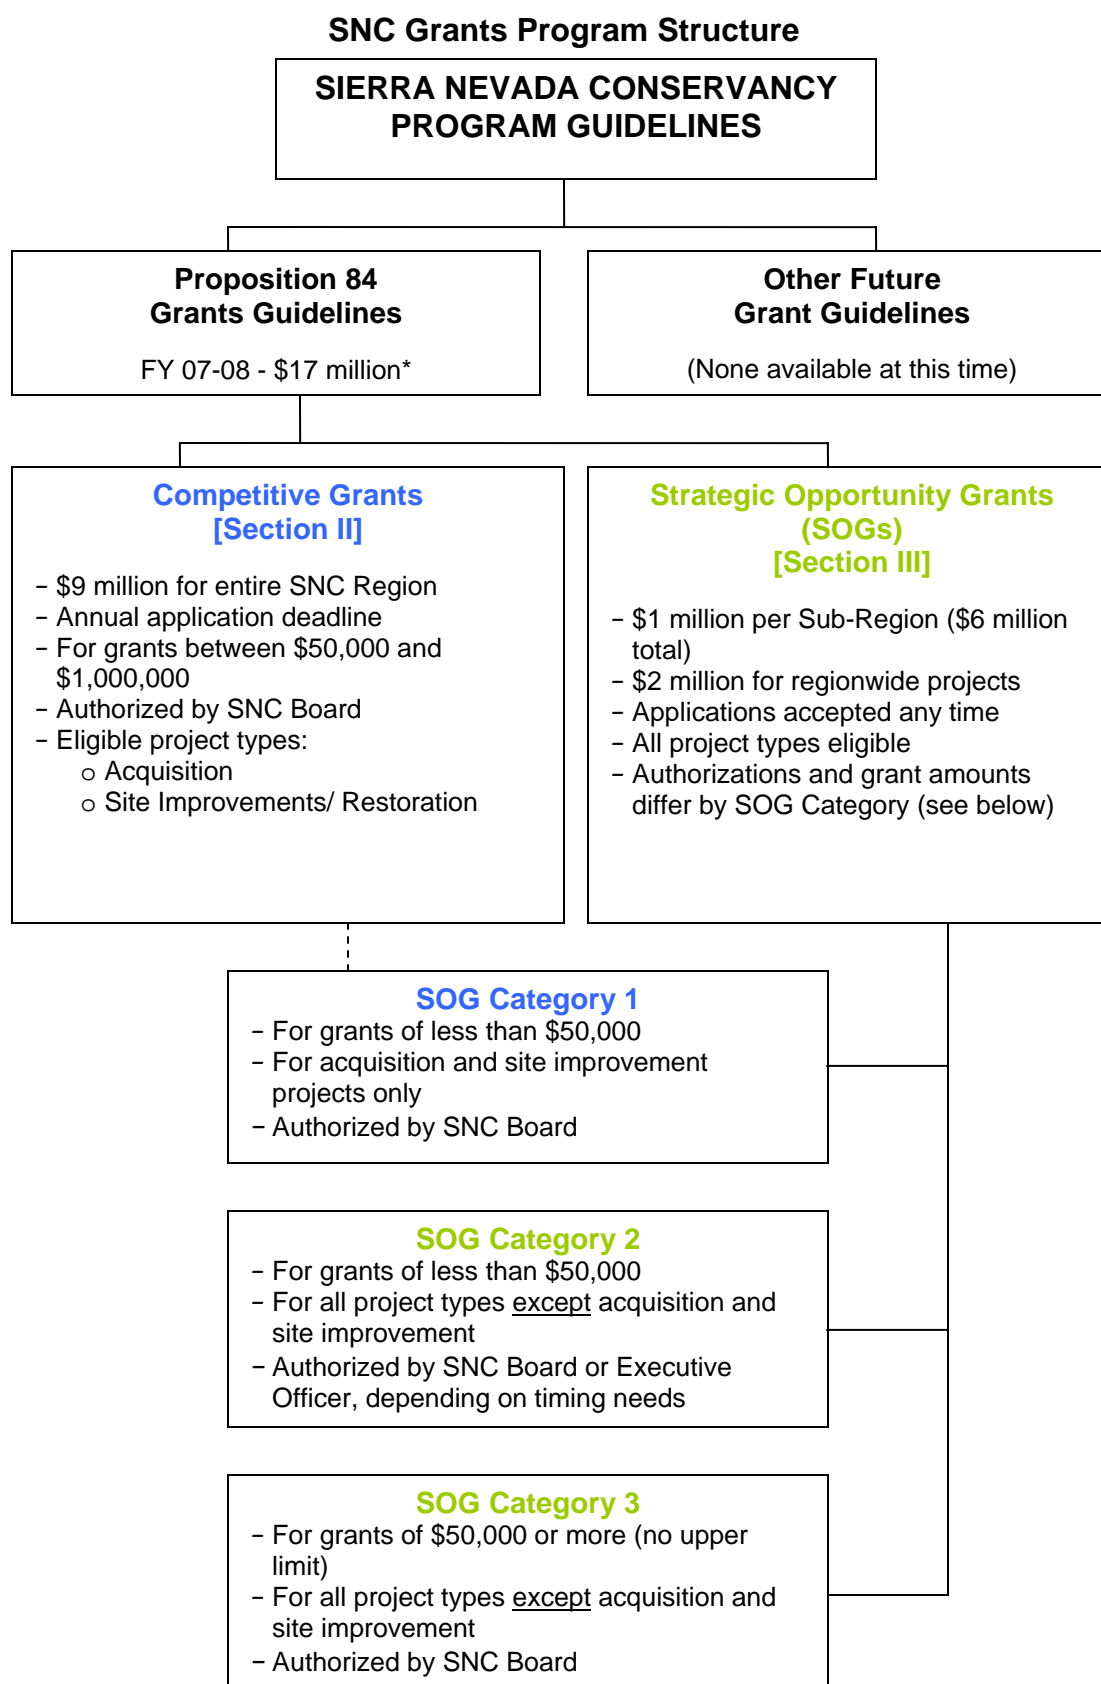 SNC Grants Program Structure
SIERRA NEVADA CONSERVANCY
PROGRAM GUIDELINES
Proposition 84
Grants Guidelines
FY 07-08 - $17 million*
Other Future
Grant Guidelines
(None available at this time)
Competitive Grants
[Section II]
- $9 million for entire SNC Region
- Annual application deadline
- For grants between $50,000 and
$1,000,000
- Authorized by SNC Board
- Eligible project types:
o Acquisition
o Site Improvements/ Restoration
Strategic Opportunity Grants
(SOGs)
[Section III]
- $1 million per Sub-Region ($6 million
total)
- $2 million for regionwide projects
- Applications accepted any time
- All project types eligible
- Authorizations and grant amounts
differ by SOG Category (see below)
SOG Category 1
- For grants of less than $50,000
- For acquisition and site improvement
projects only
- Authorized by SNC Board
SOG Category 2
- For grants of less than $50,000
- For all project types except acquisition and
site improvement
- Authorized by SNC Board or Executive
Officer, depending on timing needs
SOG Category 3
- For grants of $50,000 or more (no upper
limit)
- For all project types except acquisition and
site improvement
- Authorized by SNC Board